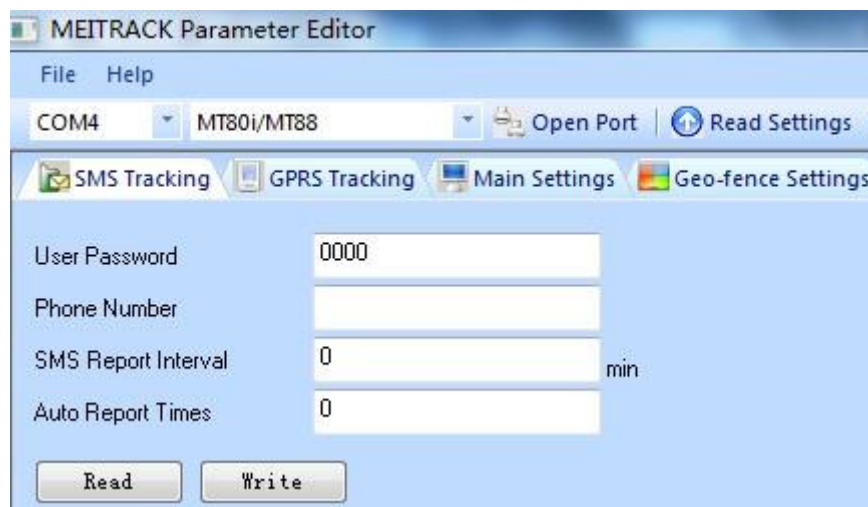 MEITRACK Parameter Editor
File Help
COM4 MT80i/MT88 Open Port Read Settings
SMS Tracking GPRS Tracking Main Settings Geo-fence Settings
User Password 0000
Phone Number
SMS Report Interval 0 min
Auto Report Times 0
Read Write